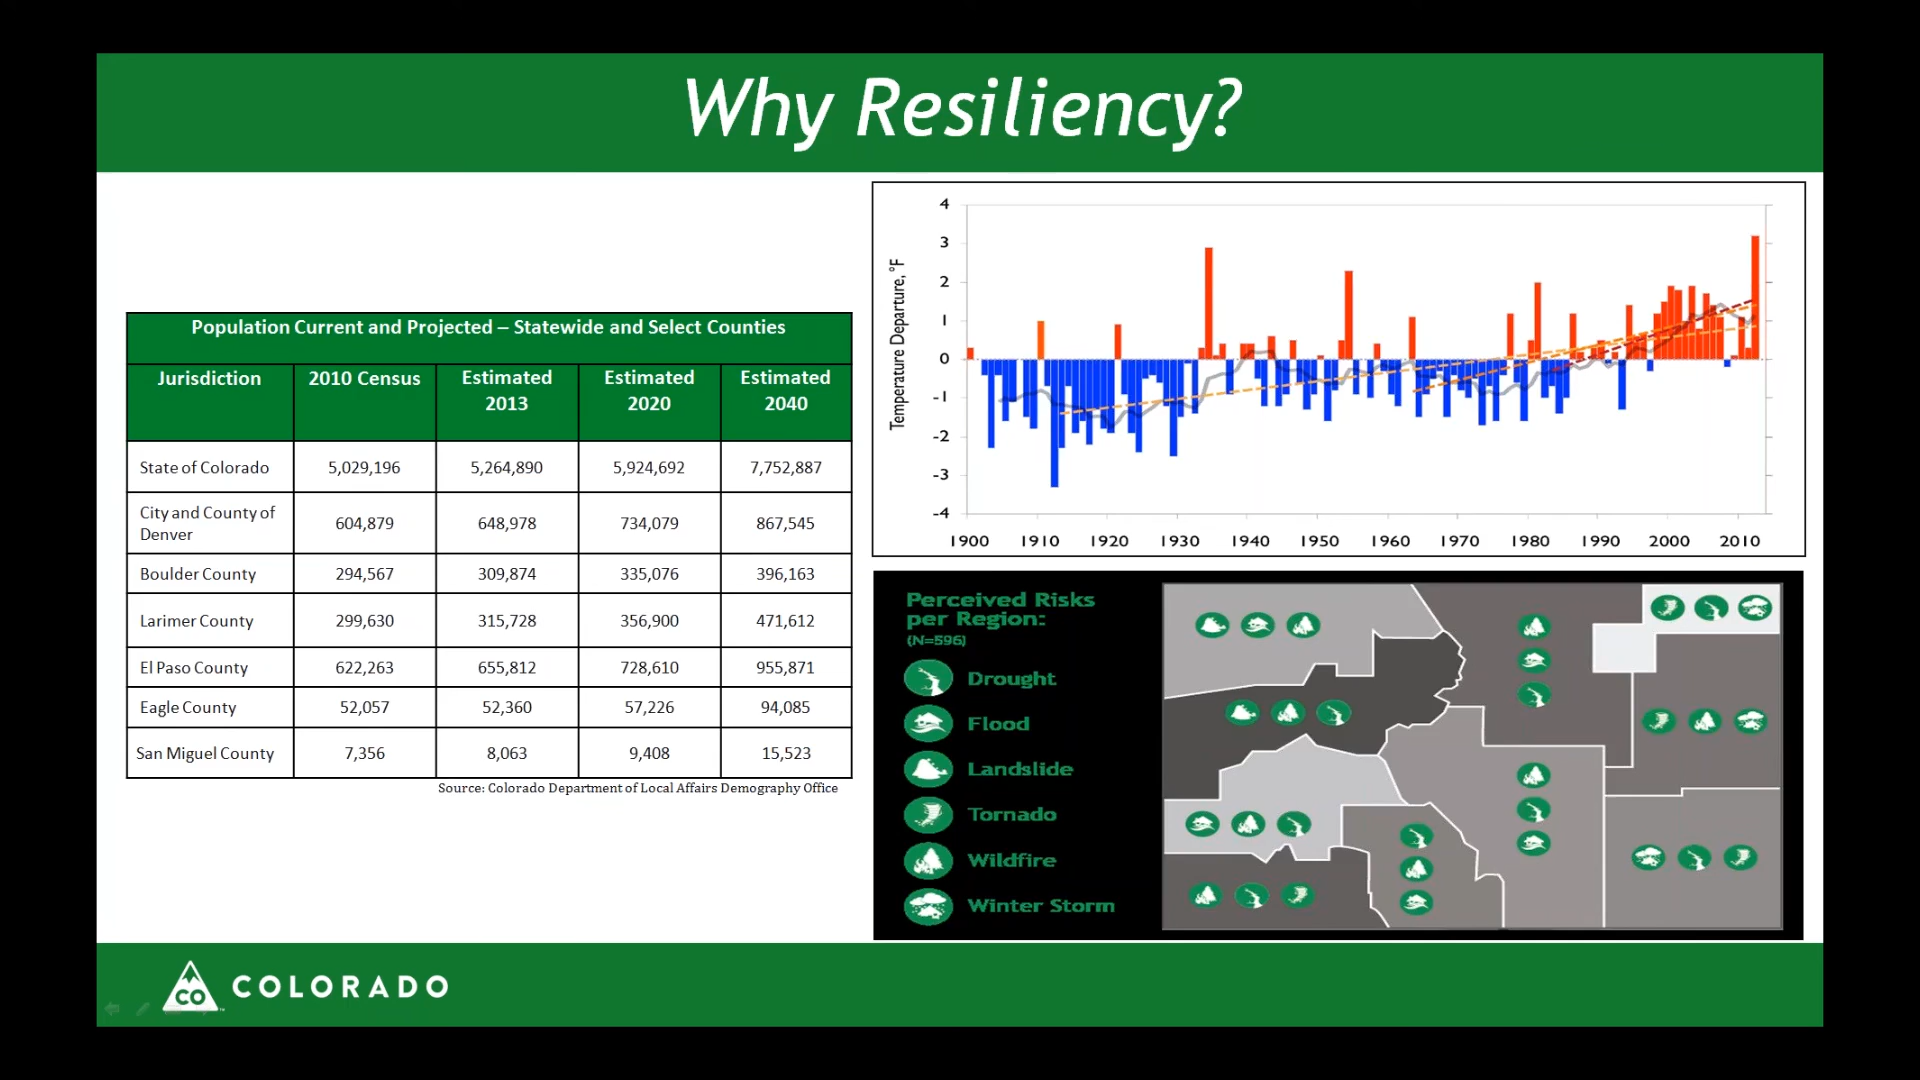 Why Resiliency?
Population Current and Projected – Statewide and Select Counties
Jurisdiction 2010 Census Estimated 2013 Estimated 2020 Estimated 2040
State of Colorado 5,029,196 5,264,890 5,924,692 7,752,887
City and County of Denver 604,879 648,978 734,079 867,545
Boulder County 294,567 309,874 335,076 396,163
Larimer County 299,630 315,728 356,900 471,612
El Paso County 622,263 655,812 728,610 955,871
Eagle County 52,057 52,360 57,226 94,085
San Miguel County 7,356 8,063 9,408 15,523
Source: Colorado Department of Local Affairs Demography Office
Temperature Departure, °F
4
3
2
1
0
-1
-2
-3
-4
1900 1910 1920 1930 1940 1950 1960 1970 1980 1990 2000 2010
Perceived Risks
per Region:
(N=596)
Drought
Flood
Landslide
Tornado
Wildfire
Winter Storm
CO
COLORADO